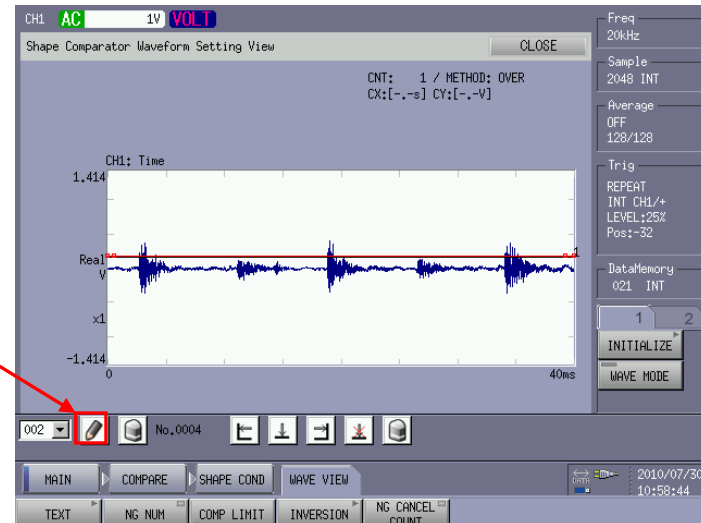 CH1 AC 1V VOLT
Shape Comparator Waveform Setting View CLOSE
CNT: 1 / METHOD: OVER
CX:[-.-s] CY:[-.-V]
CH1: Time
1.414
Real
V
x1
-1.414
0 40ms
1
Freq
20kHz
Sample
2048 INT
Average
OFF
128/128
Trig
REPEAT
INT CH1/+
LEVEL:25%
Pos:-32
DataMemory
021 INT
1 2
INITIALIZE
WAVE MODE
002 No.0004
MAIN COMPARE SHAPE COND WAVE VIEW
DATA
2010/07/30
10:58:44
TEXT NG NUM COMP LIMIT INVERSION NG CANCEL
COUNT